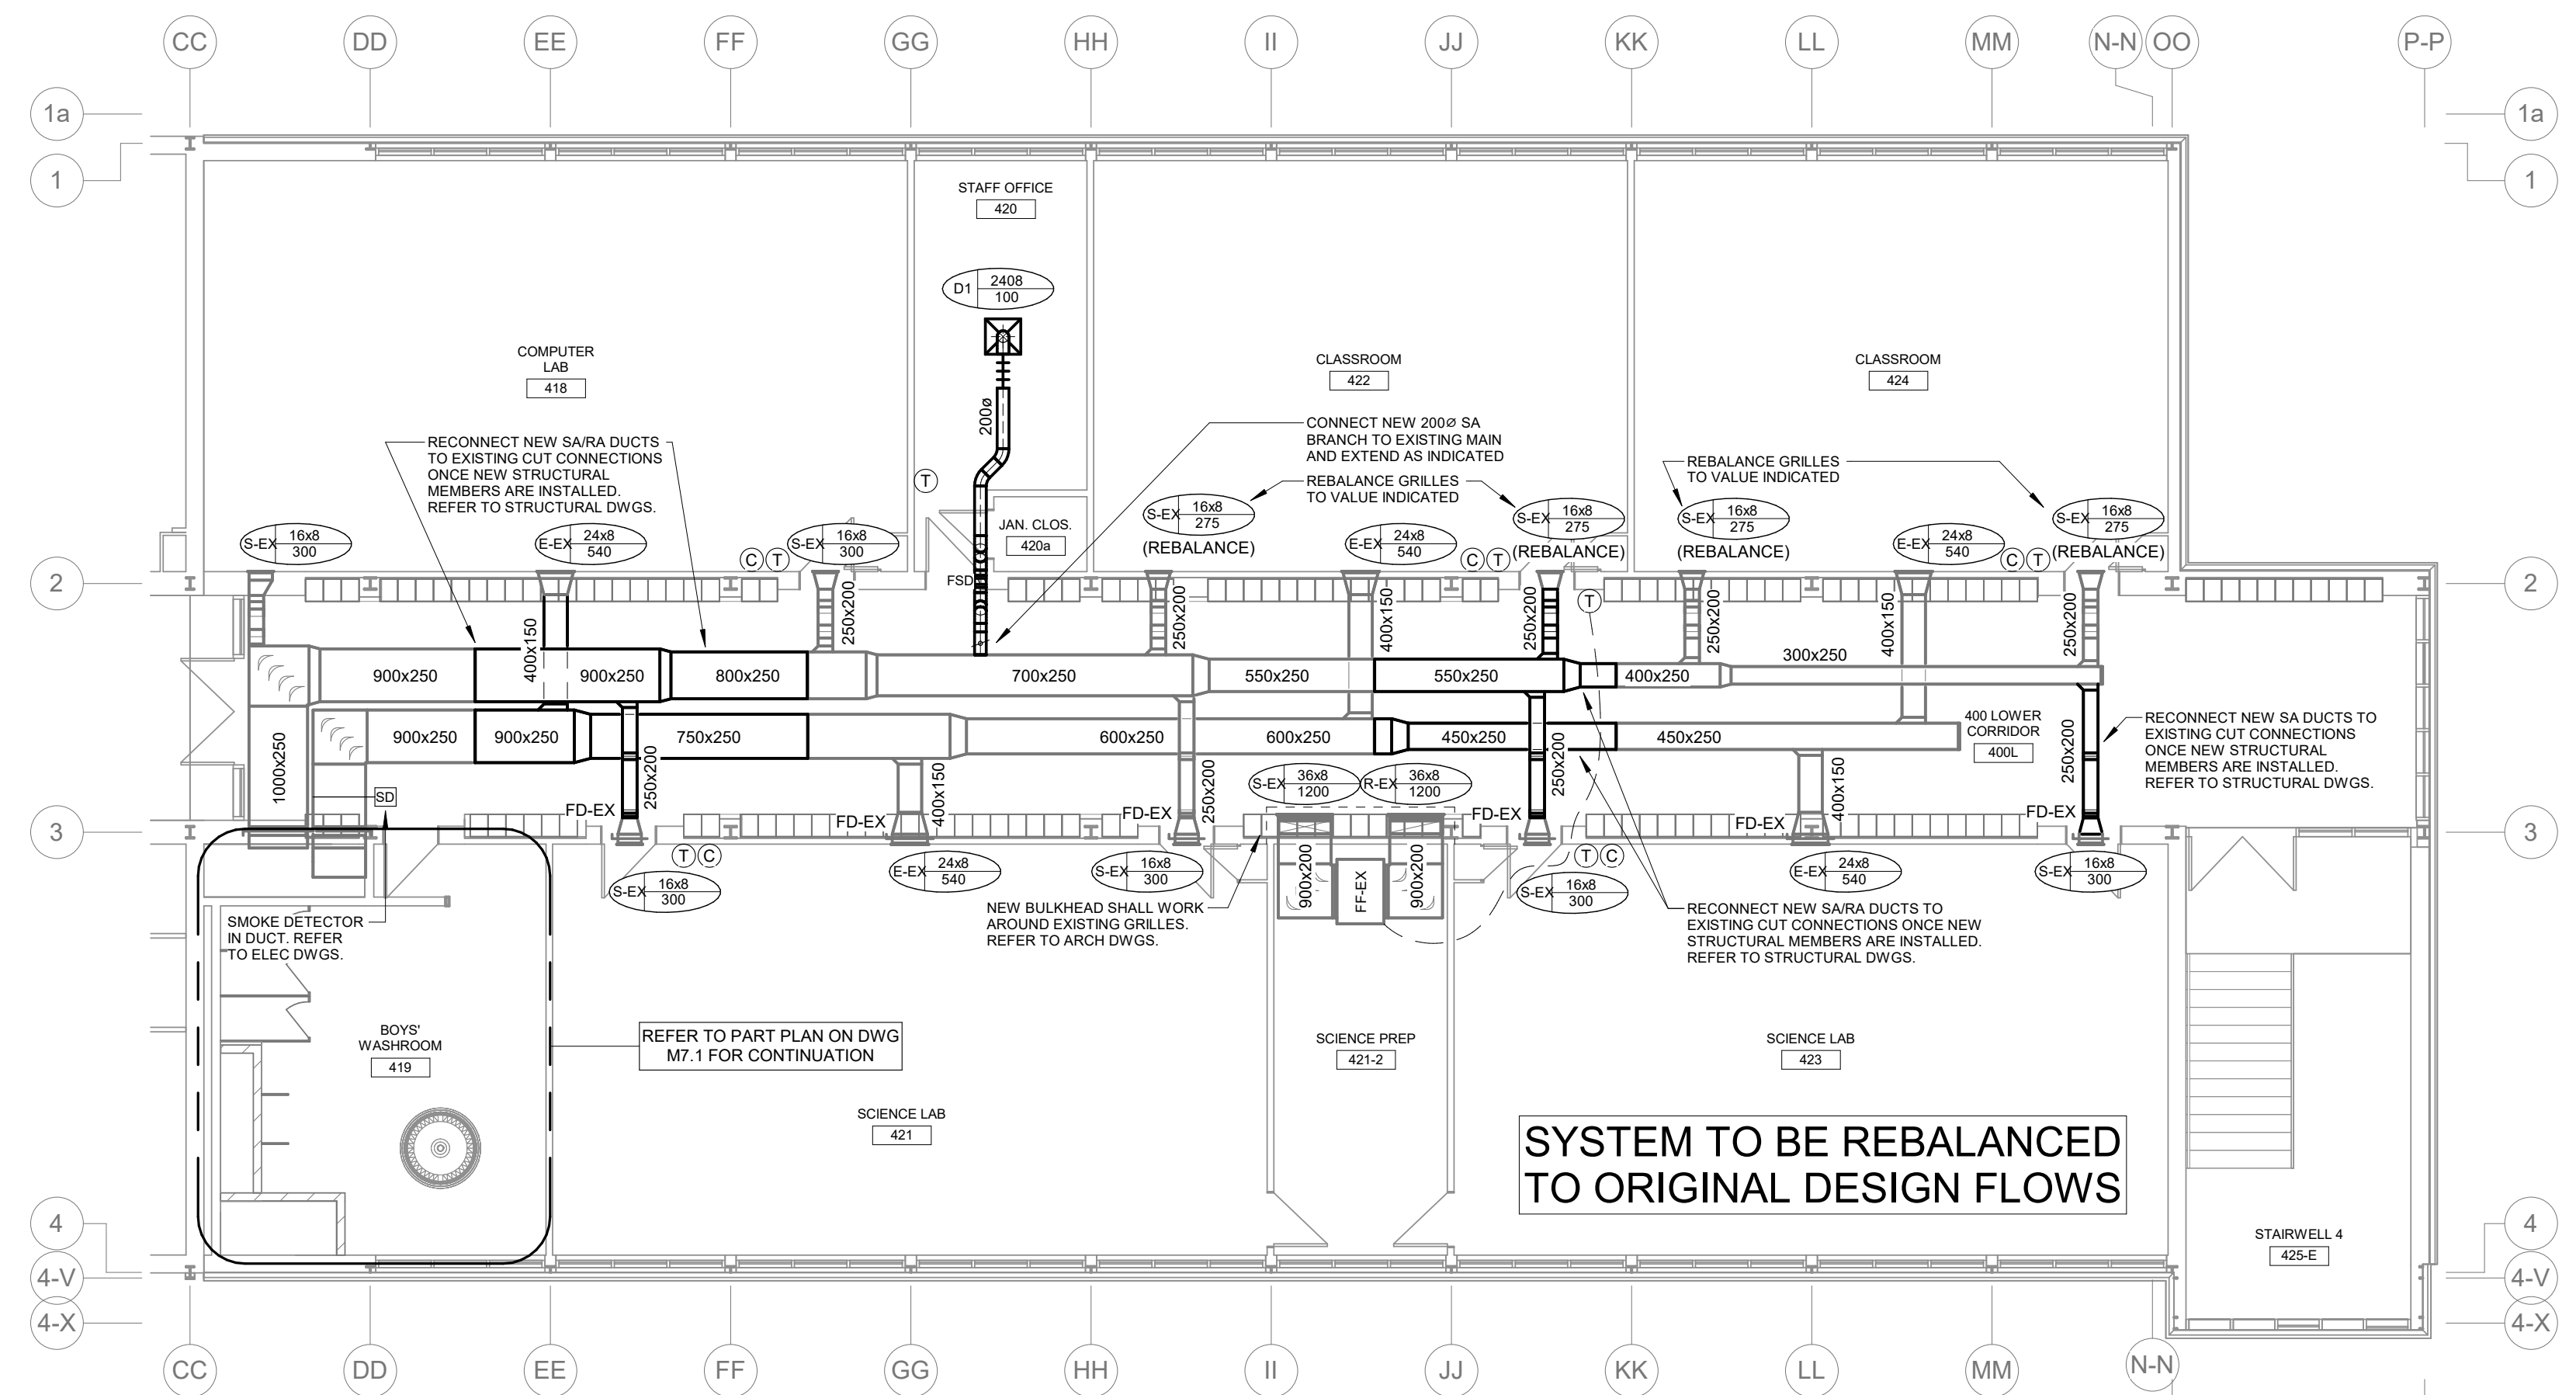 CC
DD
EE
FF
GG
HH
II
JJ
KK
LL
MM
N-N
OO
P-P
1a
1a
1
1
STAFF OFFICE
420
D1
2408
100
COMPUTER
LAB
418
CLASSROOM
422
CLASSROOM
424
200ø
CONNECT NEW 200Ø SA
BRANCH TO EXISTING MAIN
AND EXTEND AS INDICATED
RECONNECT NEW SA/RA DUCTS
TO EXISTING CUT CONNECTIONS
ONCE NEW STRUCTURAL
MEMBERS ARE INSTALLED.
REFER TO STRUCTURAL DWGS.
REBALANCE GRILLES
TO VALUE INDICATED
REBALANCE GRILLES
TO VALUE INDICATED
T
JAN. CLOS.
420a
S-EX
16x8
300
E-EX
24x8
540
C
T
S-EX
16x8
300
S-EX
16x8
275
(REBALANCE)
E-EX
24x8
540
C
T
S-EX
16x8
275
(REBALANCE)
S-EX
16x8
275
(REBALANCE)
E-EX
24x8
540
C
T
S-EX
16x8
275
(REBALANCE)
2
2
FSD
T
400x150
250x200
250x200
400x150
250x200
250x200
400x150
250x200
300x250
900x250
900x250
800x250
700x250
550x250
550x250
400x250
1000x250
900x250
900x250
750x250
600x250
600x250
450x250
450x250
400 LOWER
CORRIDOR
400L
RECONNECT NEW SA DUCTS TO
EXISTING CUT CONNECTIONS
ONCE NEW STRUCTURAL
MEMBERS ARE INSTALLED.
REFER TO STRUCTURAL DWGS.
SD
250x200
400x150
250x200
250x200
400x150
250x200
S-EX
36x8
1200
R-EX
36x8
1200
FD-EX
FD-EX
FD-EX
FD-EX
FD-EX
FD-EX
3
3
T
C
S-EX
16x8
300
E-EX
24x8
540
S-EX
16x8
300
900x200
FF-EX
900x200
T
C
S-EX
16x8
300
E-EX
24x8
540
S-EX
16x8
300
SMOKE DETECTOR
IN DUCT. REFER
TO ELEC DWGS.
NEW BULKHEAD SHALL WORK
AROUND EXISTING GRILLES.
REFER TO ARCH DWGS.
RECONNECT NEW SA/RA DUCTS TO
EXISTING CUT CONNECTIONS ONCE NEW
STRUCTURAL MEMBERS ARE INSTALLED.
REFER TO STRUCTURAL DWGS.
BOYS'
WASHROOM
419
REFER TO PART PLAN ON DWG
M7.1 FOR CONTINUATION
SCIENCE PREP
421-2
SCIENCE LAB
423
SCIENCE LAB
421
SYSTEM TO BE REBALANCED
TO ORIGINAL DESIGN FLOWS
STAIRWELL 4
425-E
4
4
4-V
4-V
4-X
4-X
CC
DD
EE
FF
GG
HH
II
JJ
KK
LL
MM
N-N